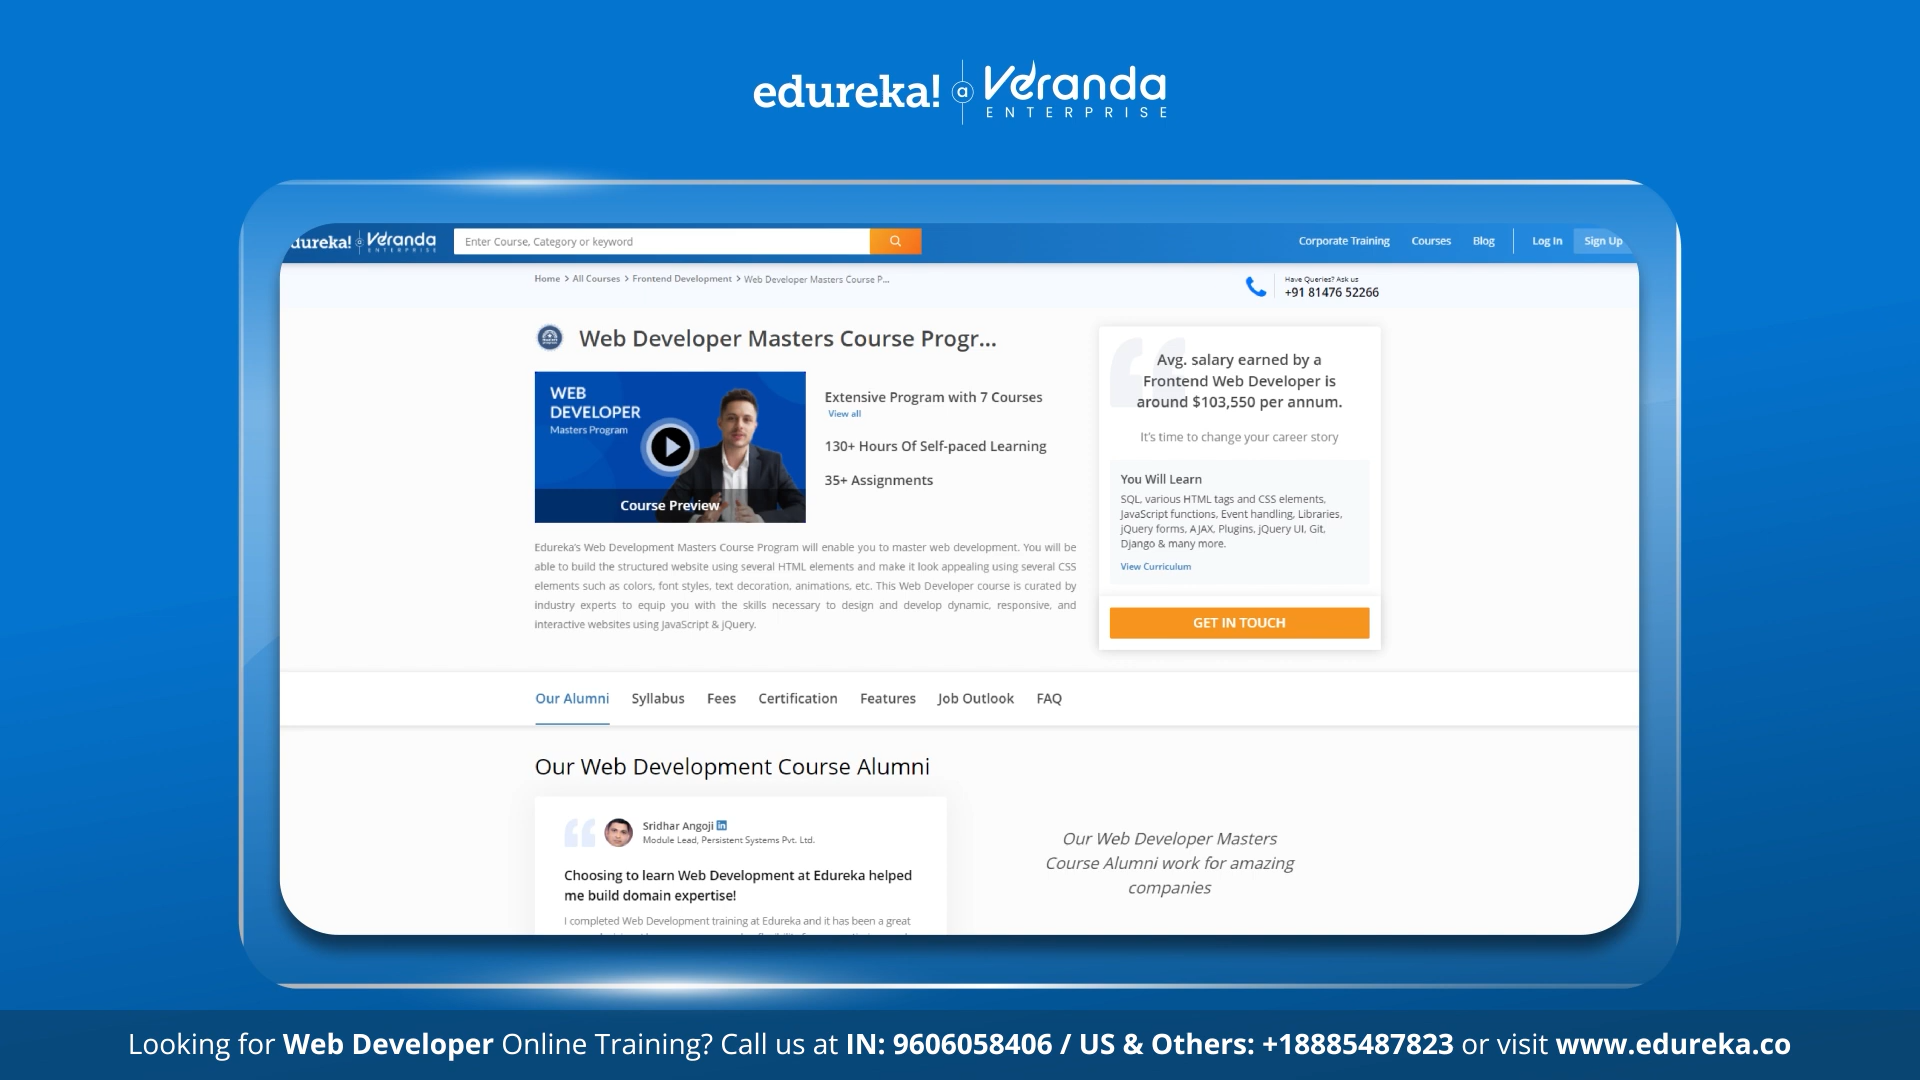 edureka! a Veranda
ENTERPRISE
dureka! a Veranda
ENTERPRISE
Enter Course, Category or keyword
Corporate Training Courses Blog Log In Sign Up
Home > All Courses > Frontend Development > Web Developer Masters Course P...
Have Queries? Ask us
+91 81476 52266
Web Developer Masters Course Progr...
WEB
DEVELOPER
Masters Program
Course Preview
Extensive Program with 7 Courses
View all
130+ Hours Of Self-paced Learning
35+ Assignments
Edureka's Web Development Masters Course Program will enable you to master web development. You will be
able to build the structured website using several HTML elements and make it look appealing using several CSS
elements such as colors, font styles, text decoration, animations, etc. This Web Developer course is curated by
industry experts to equip you with the skills necessary to design and develop dynamic, responsive, and
interactive websites using JavaScript & jQuery.
Avg. salary earned by a
Frontend Web Developer is
around $103,550 per annum.
It's time to change your career story
You Will Learn
SQL, various HTML tags and CSS elements,
JavaScript functions, Event handling, Libraries,
jQuery forms, AJAX, Plugins, jQuery UI, Git,
Django & many more.
View Curriculum
GET IN TOUCH
Our Alumni Syllabus Fees Certification Features Job Outlook FAQ
Our Web Development Course Alumni
Sridhar Angoji in
Module Lead, Persistent Systems Pvt. Ltd.
Choosing to learn Web Development at Edureka helped
me build domain expertise!
I completed Web Development training at Edureka and it has been a great
Our Web Developer Masters
Course Alumni work for amazing
companies
Looking for Web Developer Online Training? Call us at IN: 9606058406 / US & Others: +18885487823 or visit www.edureka.co